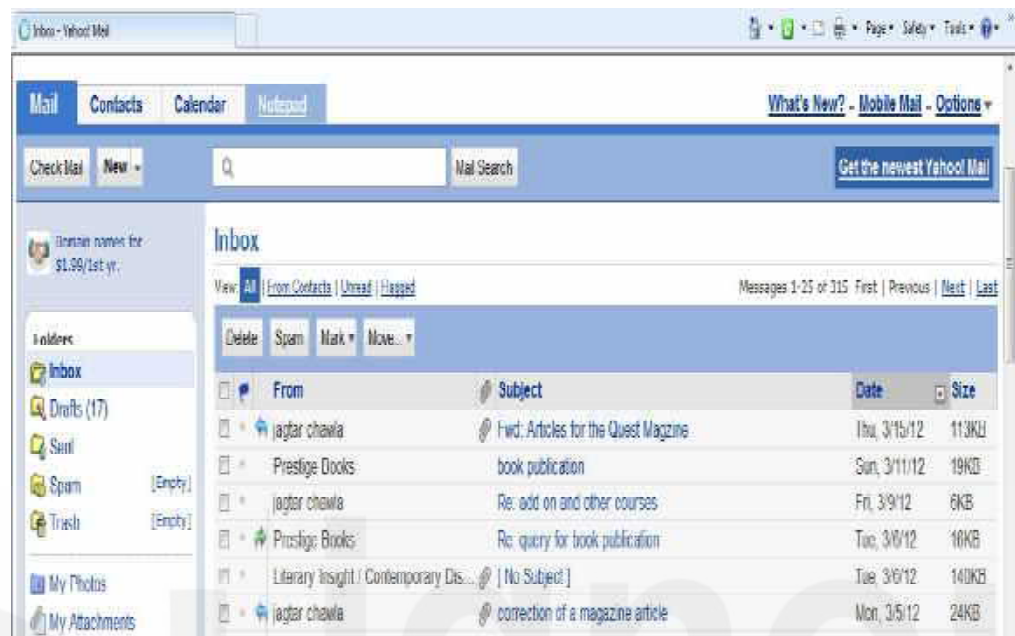 Inbox - Yahoo! Mail
Page Safety Tools
Mail Contacts Calendar Notepad
What's New? - Mobile Mail - Options
Check Mail New Mail Search Get the newest Yahoo! Mail
Domain names for
$1.99/1st yr.
Inbox
View: All | From Contacts | Unread | Flagged Messages 1-25 of 315 First | Previous | Next | Last
Delete Spam Mark Move...
Folders
Inbox
Drafts (17)
Sent
Spam [Empty]
Trash [Empty]
My Photos
My Attachments
From Subject Date Size
jagtar chawla Fwd: Articles for the Quest Magzine Thu, 3/15/12 113KB
Prestige Books book publication Sun, 3/11/12 19KB
jagtar chawla Re: add on and other courses Fri, 3/9/12 6KB
Prestige Books Re: query for book publication Tue, 3/6/12 16KB
Literary Insight / Contemporary Dis... [ No Subject ] Tue, 3/6/12 140KB
jagtar chawla correction of a magazine article Mon, 3/5/12 24KB